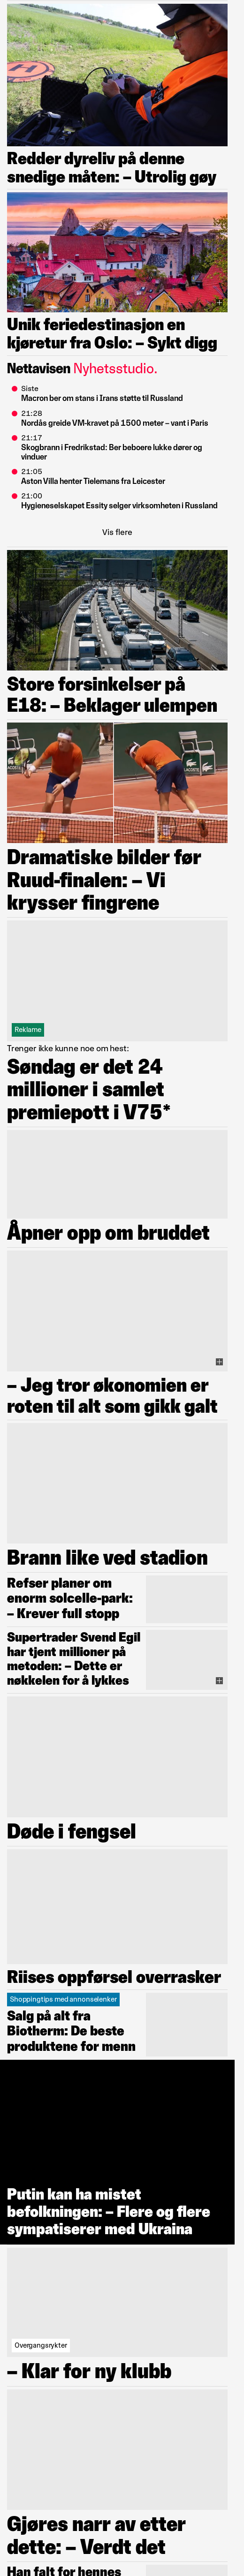 Redder dyreliv på denne
snedige måten: – Utrolig gøy
Unik feriedestinasjon en
kjøretur fra Oslo: – Sykt digg
Nettavisen Nyhetsstudio.
Siste
Macron ber om stans i Irans støtte til Russland
21:28
Nordås greide VM-kravet på 1500 meter – vant i Paris
21:17
Skogbrann i Fredrikstad: Ber beboere lukke dører og
vinduer
21:05
Aston Villa henter Tielemans fra Leicester
21:00
Hygieneselskapet Essity selger virksomheten i Russland
Vis flere
Store forsinkelser på
E18: – Beklager ulempen
LACOSTE
LACOSTE
Dramatiske bilder før
Ruud-finalen: – Vi
krysser fingrene
Reklame
Trenger ikke kunne noe om hest:
Søndag er det 24
millioner i samlet
premiepott i V75*
Åpner opp om bruddet
– Jeg tror økonomien er
roten til alt som gikk galt
Brann like ved stadion
Refser planer om
enorm solcelle-park:
– Krever full stopp
Supertrader Svend Egil
har tjent millioner på
metoden: – Dette er
nøkkelen for å lykkes
Døde i fengsel
Riises oppførsel overrasker
Shoppingtips med annonselenker
Salg på alt fra
Biotherm: De beste
produktene for menn
Putin kan ha mistet
befolkningen: – Flere og flere
sympatiserer med Ukraina
Overgangsrykter
– Klar for ny klubb
Gjøres narr av etter
dette: – Verdt det
Han falt for hennes